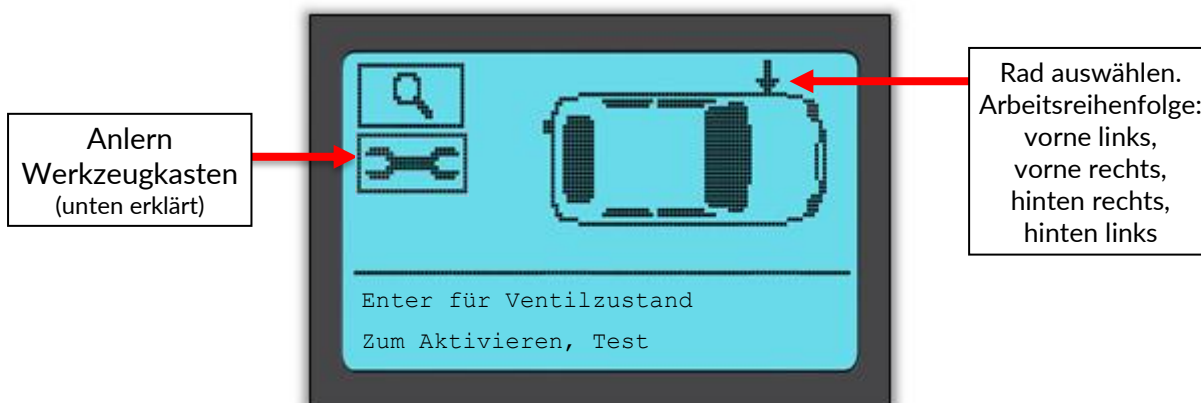 Anlern
Werkzeugkasten
(unten erklärt)
Enter für Ventilzustand
Zum Aktivieren, Test
Rad auswählen.
Arbeitsreihenfolge:
vorne links,
vorne rechts,
hinten rechts,
hinten links